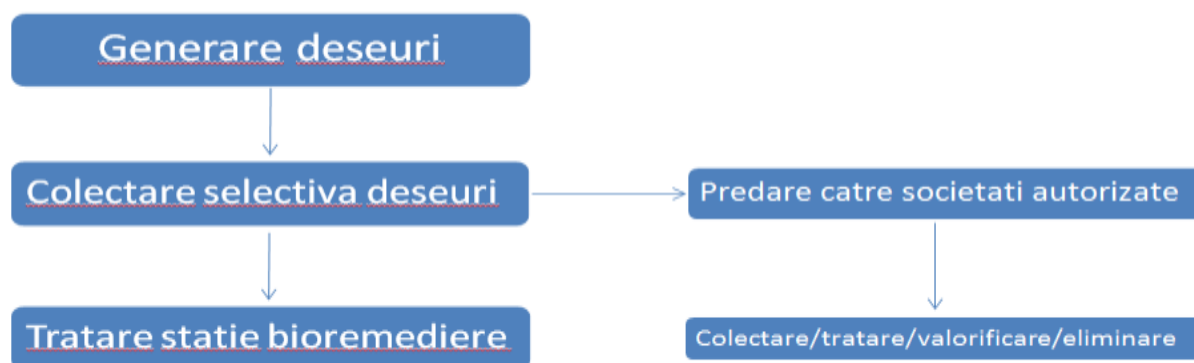 Generare deseuri
Colectare selectiva deseuri
Predare catre societati autorizate
Tratare statie bioremediere
Colectare/tratare/valorificare/eliminare